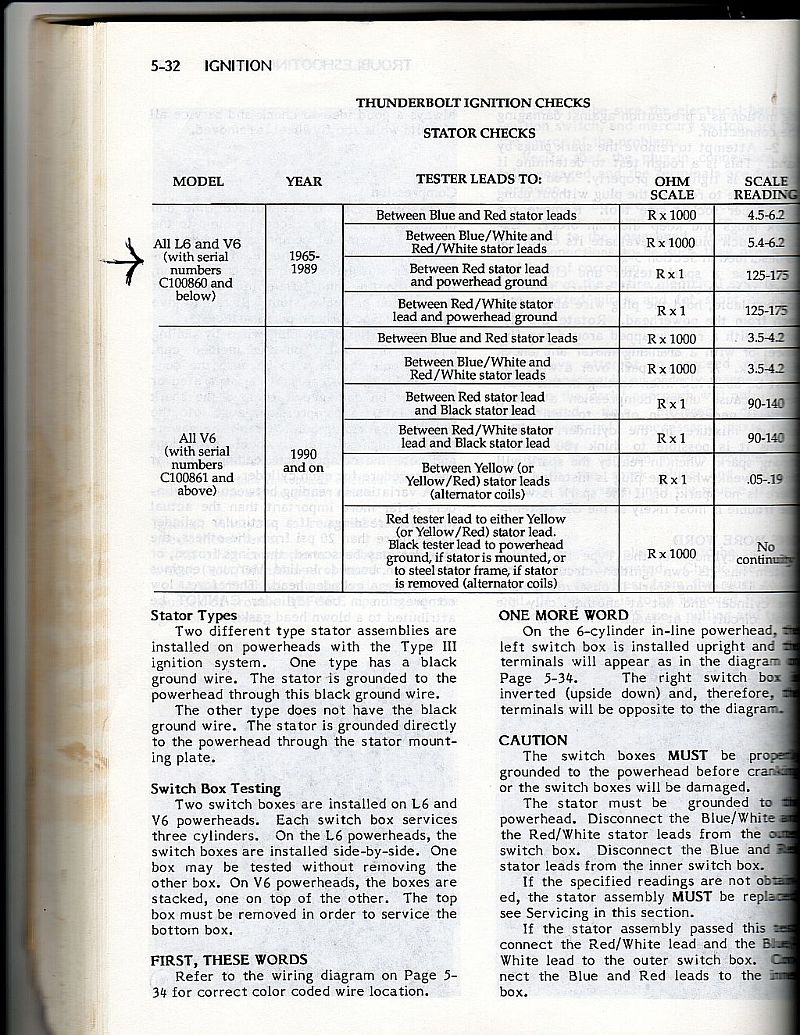 5-32 IGNITION
THUNDERBOLT IGNITION CHECKS
STATOR CHECKS
MODEL YEAR TESTER LEADS TO: OHM SCALE SCALE READING
All L6 and V6
(with serial
numbers
C100860 and
below)
1965-
1989
Between Blue and Red stator leads R x 1000 4.5-6.2
Between Blue/White and
Red/White stator leads R x 1000 5.4-6.2
Between Red stator lead
and powerhead ground R x 1 125-175
Between Red/White stator
lead and powerhead ground R x 1 125-175
All V6
(with serial
numbers
C100861 and
above)
1990
and on
Between Blue and Red stator leads R x 1000 3.5-4.2
Between Blue/White and
Red/White stator leads R x 1000 3.5-4.2
Between Red stator lead
and Black stator lead R x 1 90-140
Between Red/White stator
lead and Black stator lead R x 1 90-140
Between Yellow (or
Yellow/Red) stator leads
(alternator coils) R x 1 .05-.19
Red tester lead to either Yellow
(or Yellow/Red) stator lead.
Black tester lead to powerhead
ground, if stator is mounted, or
to steel stator frame, if stator
is removed (alternator coils) R x 1000 No
continuity
Stator Types
Two different type stator assemblies are
installed on powerheads with the Type III
ignition system. One type has a black
ground wire. The stator is grounded to the
powerhead through this black ground wire.
The other type does not have the black
ground wire. The stator is grounded directly
to the powerhead through the stator mount-
ing plate.
Switch Box Testing
Two switch boxes are installed on L6 and
V6 powerheads. Each switch box services
three cylinders. On the L6 powerheads, the
switch boxes are installed side-by-side. One
box may be tested without removing the
other box. On V6 powerheads, the boxes are
stacked, one on top of the other. The top
box must be removed in order to service the
bottom box.
FIRST, THESE WORDS
Refer to the wiring diagram on Page 5-
34 for correct color coded wire location.
ONE MORE WORD
On the 6-cylinder in-line powerhead,
left switch box is installed upright and
terminals will appear as in the diagram
Page 5-34. The right switch box
inverted (upside down) and, therefore,
terminals will be opposite to the diagram.
CAUTION
The switch boxes MUST be
grounded to the powerhead before
or the switch boxes will be damaged.
The stator must be grounded to
powerhead. Disconnect the Blue/White
the Red/White stator leads from the
switch box. Disconnect the Blue and
stator leads from the inner switch box.
If the specified readings are not
ed, the stator assembly MUST be
see Servicing in this section.
If the stator assembly passed this
connect the Red/White lead and the
White lead to the outer switch box.
nect the Blue and Red leads to the
box.